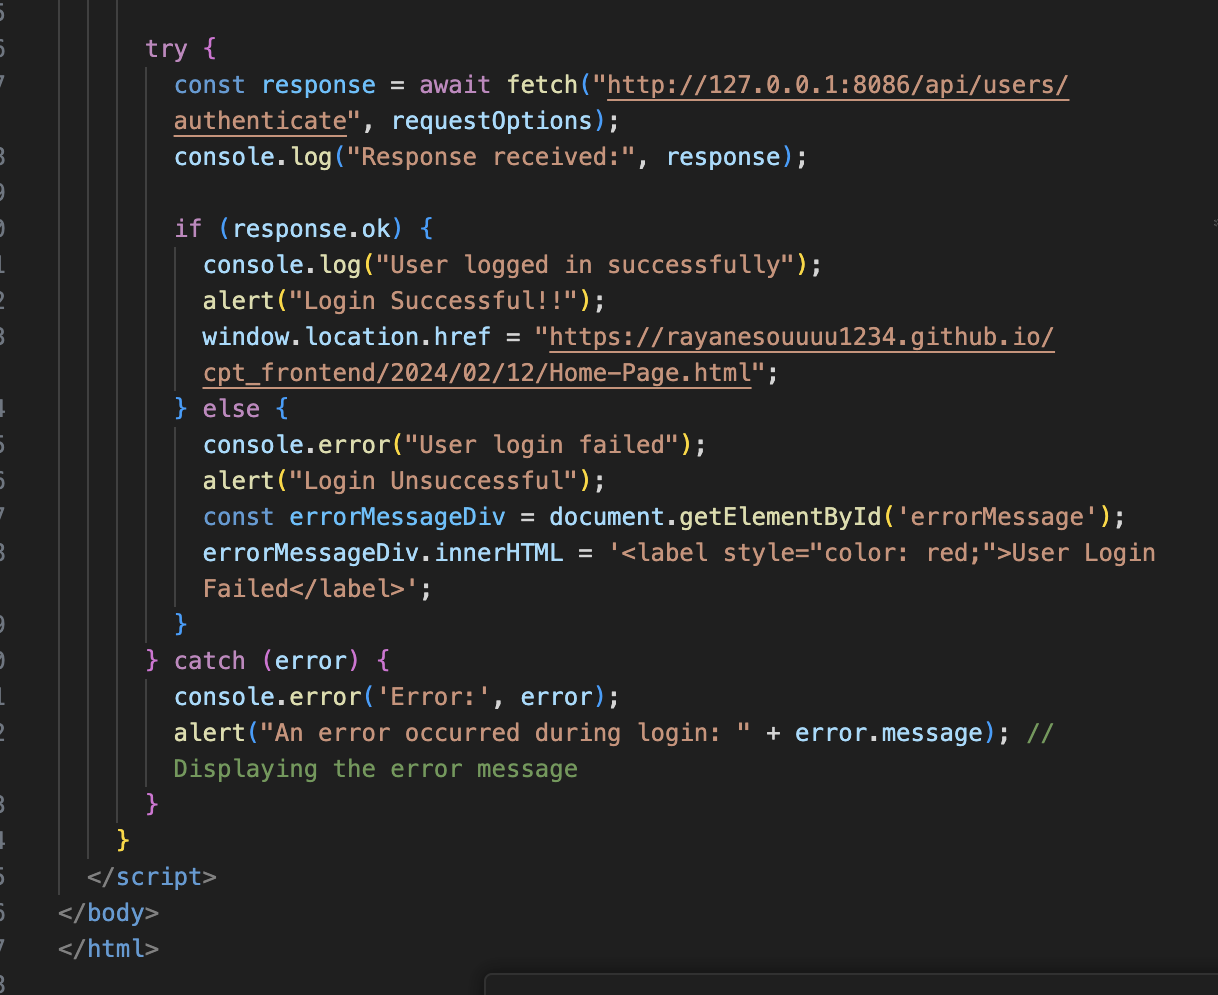 try {
const response = await fetch("http://127.0.0.1:8086/api/users/
authenticate", requestOptions);
console.log("Response received:", response);
if (response.ok) {
console.log("User logged in successfully");
alert("Login Successful!!");
window.location.href = "https://rayanesouuuu1234.github.io/
cpt_frontend/2024/02/12/Home-Page.html";
} else {
console.error("User login failed");
alert("Login Unsuccessful");
const errorMessageDiv = document.getElementById('errorMessage');
errorMessageDiv.innerHTML = '<label style="color: red;">User Login
Failed</label>';
}
} catch (error) {
console.error('Error:', error);
alert("An error occurred during login: " + error.message); //
Displaying the error message
}
}
</script>
</body>
</html>